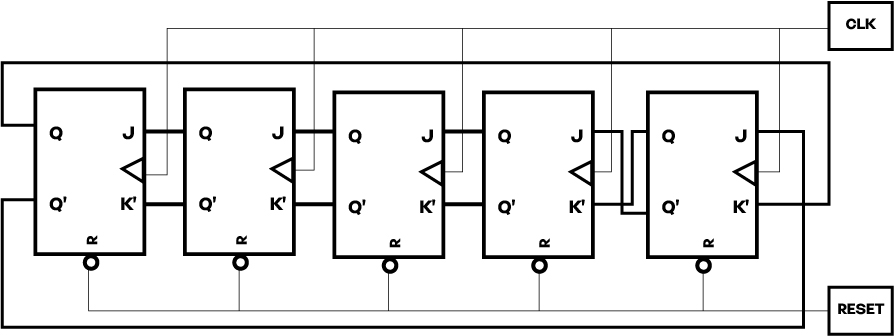 CLK
Q J Q J Q J Q J Q J
Q' K' Q' K' Q' K' Q' K' Q' K'
R R R R R
RESET